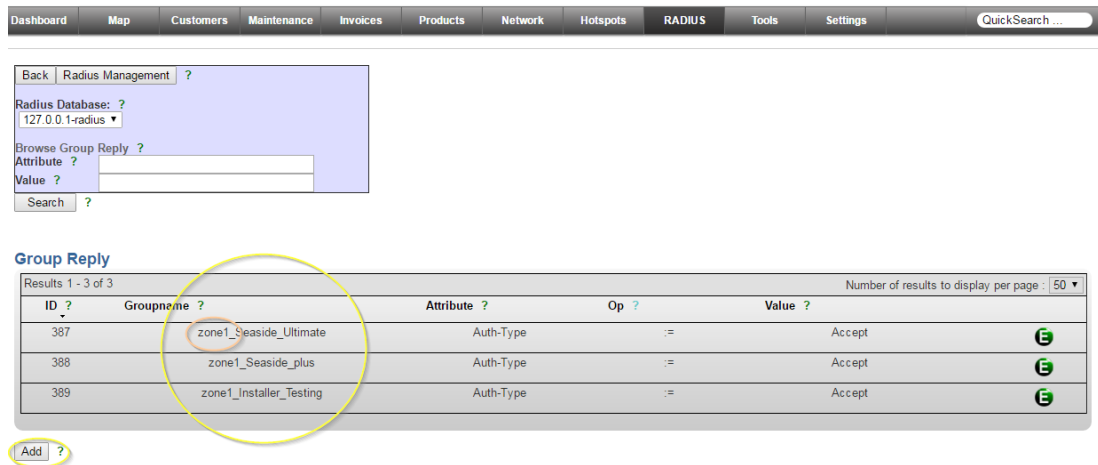 Dashboard Map Customers Maintenance Invoices Products Network Hotspots RADIUS Tools Settings QuickSearch ...
Back Radius Management ?
Radius Database: ?
127.0.0.1-radius
Browse Group Reply ?
Attribute ?
Value ?
Search ?
Group Reply
Results 1 - 3 of 3 Number of results to display per page : 50
ID ? Groupname ? Attribute ? Op ? Value ?
387 zone1_Seaside_Ultimate Auth-Type := Accept E
388 zone1_Seaside_plus Auth-Type := Accept E
389 zone1_Installer_Testing Auth-Type := Accept E
Add ?